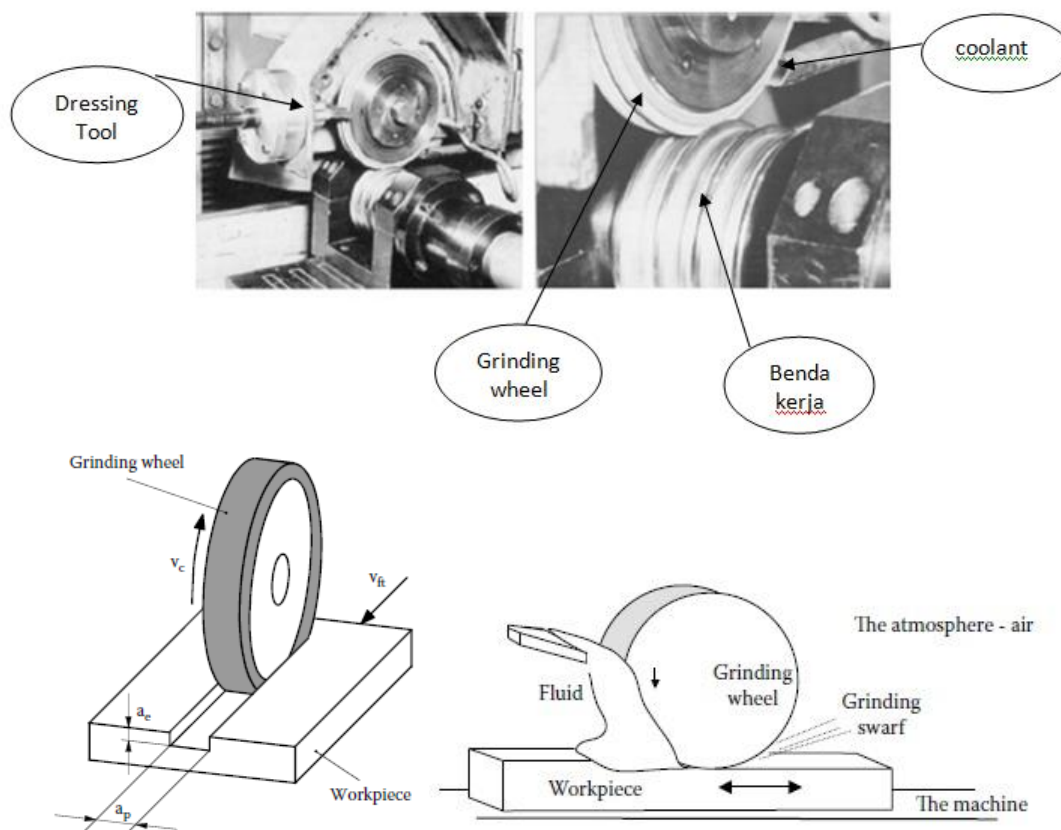 Dressing
Tool
coolant
Grinding
wheel
Benda
kerja
Grinding wheel
v_c
v_ft
a_e
a_p
Workpiece
The atmosphere - air
Fluid
Grinding
wheel
Grinding
swarf
Workpiece
The machine